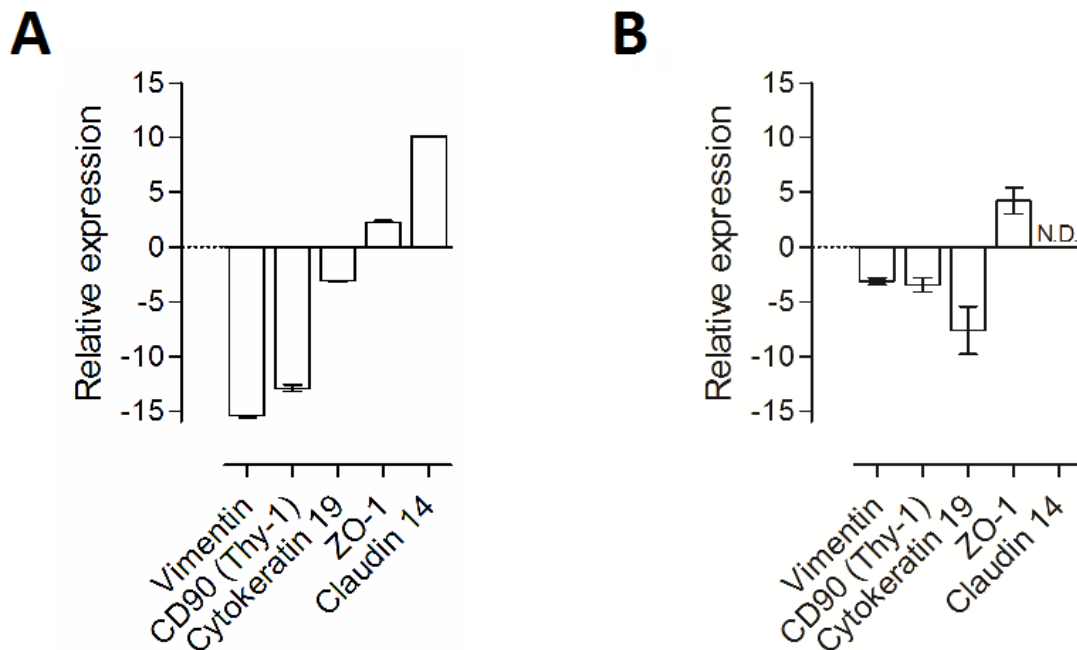 A
Relative expression
15
10
5
0
-5
-10
-15
Vimentin
CD90 (Thy-1)
Cytokeratin 19
ZO-1
Claudin 14
B
Relative expression
15
10
5
0
-5
-10
-15
N.D.
Vimentin
CD90 (Thy-1)
Cytokeratin 19
ZO-1
Claudin 14